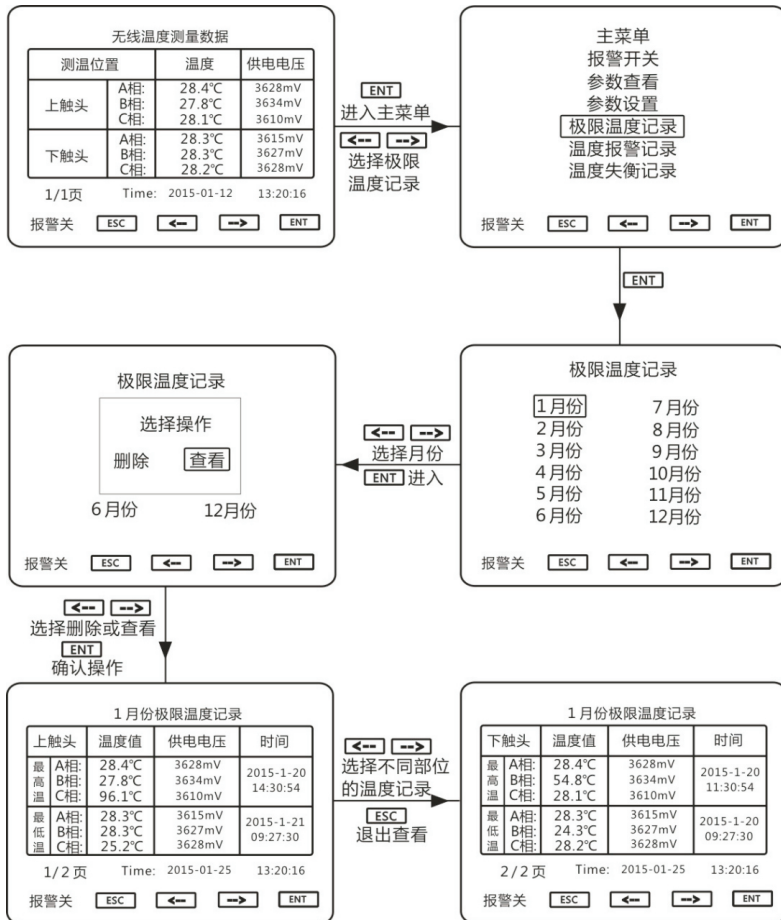 无线温度测量数据
测温位置 温度 供电电压
上触头 A相: 28.4℃ 3628mV
B相: 27.8℃ 3634mV
C相: 28.1℃ 3610mV
下触头 A相: 28.3℃ 3615mV
B相: 28.3℃ 3627mV
C相: 28.2℃ 3628mV
1/1页 Time: 2015-01-12 13:20:16
报警关 ESC <-- --> ENT
ENT
进入主菜单
<-- -->
选择极限
温度记录
主菜单
报警开关
参数查看
参数设置
极限温度记录
温度报警记录
温度失衡记录
报警关 ESC <-- --> ENT
ENT
极限温度记录
1月份 7月份
2月份 8月份
3月份 9月份
4月份 10月份
5月份 11月份
6月份 12月份
报警关 ESC <-- --> ENT
<-- -->
选择月份
ENT 进入
极限温度记录
选择操作
删除 查看
6月份 12月份
报警关 ESC <-- --> ENT
<-- -->
选择删除或查看
ENT
确认操作
1月份极限温度记录
上触头 温度值 供电电压 时间
最高温 A相: 28.4℃ 3628mV 2015-1-20
B相: 27.8℃ 3634mV 14:30:54
C相: 96.1℃ 3610mV
最低温 A相: 28.3℃ 3615mV 2015-1-21
B相: 28.3℃ 3627mV 09:27:30
C相: 25.2℃ 3628mV
1/2页 Time: 2015-01-25 13:20:16
报警关 ESC <-- --> ENT
<-- -->
选择不同部位
的温度记录
ESC
退出查看
1月份极限温度记录
下触头 温度值 供电电压 时间
最高温 A相: 28.4℃ 3628mV 2015-1-20
B相: 54.8℃ 3634mV 11:30:54
C相: 28.1℃ 3610mV
最低温 A相: 28.3℃ 3615mV 2015-1-20
B相: 24.3℃ 3627mV 09:27:30
C相: 28.2℃ 3628mV
2/2页 Time: 2015-01-25 13:20:16
报警关 ESC <-- --> ENT